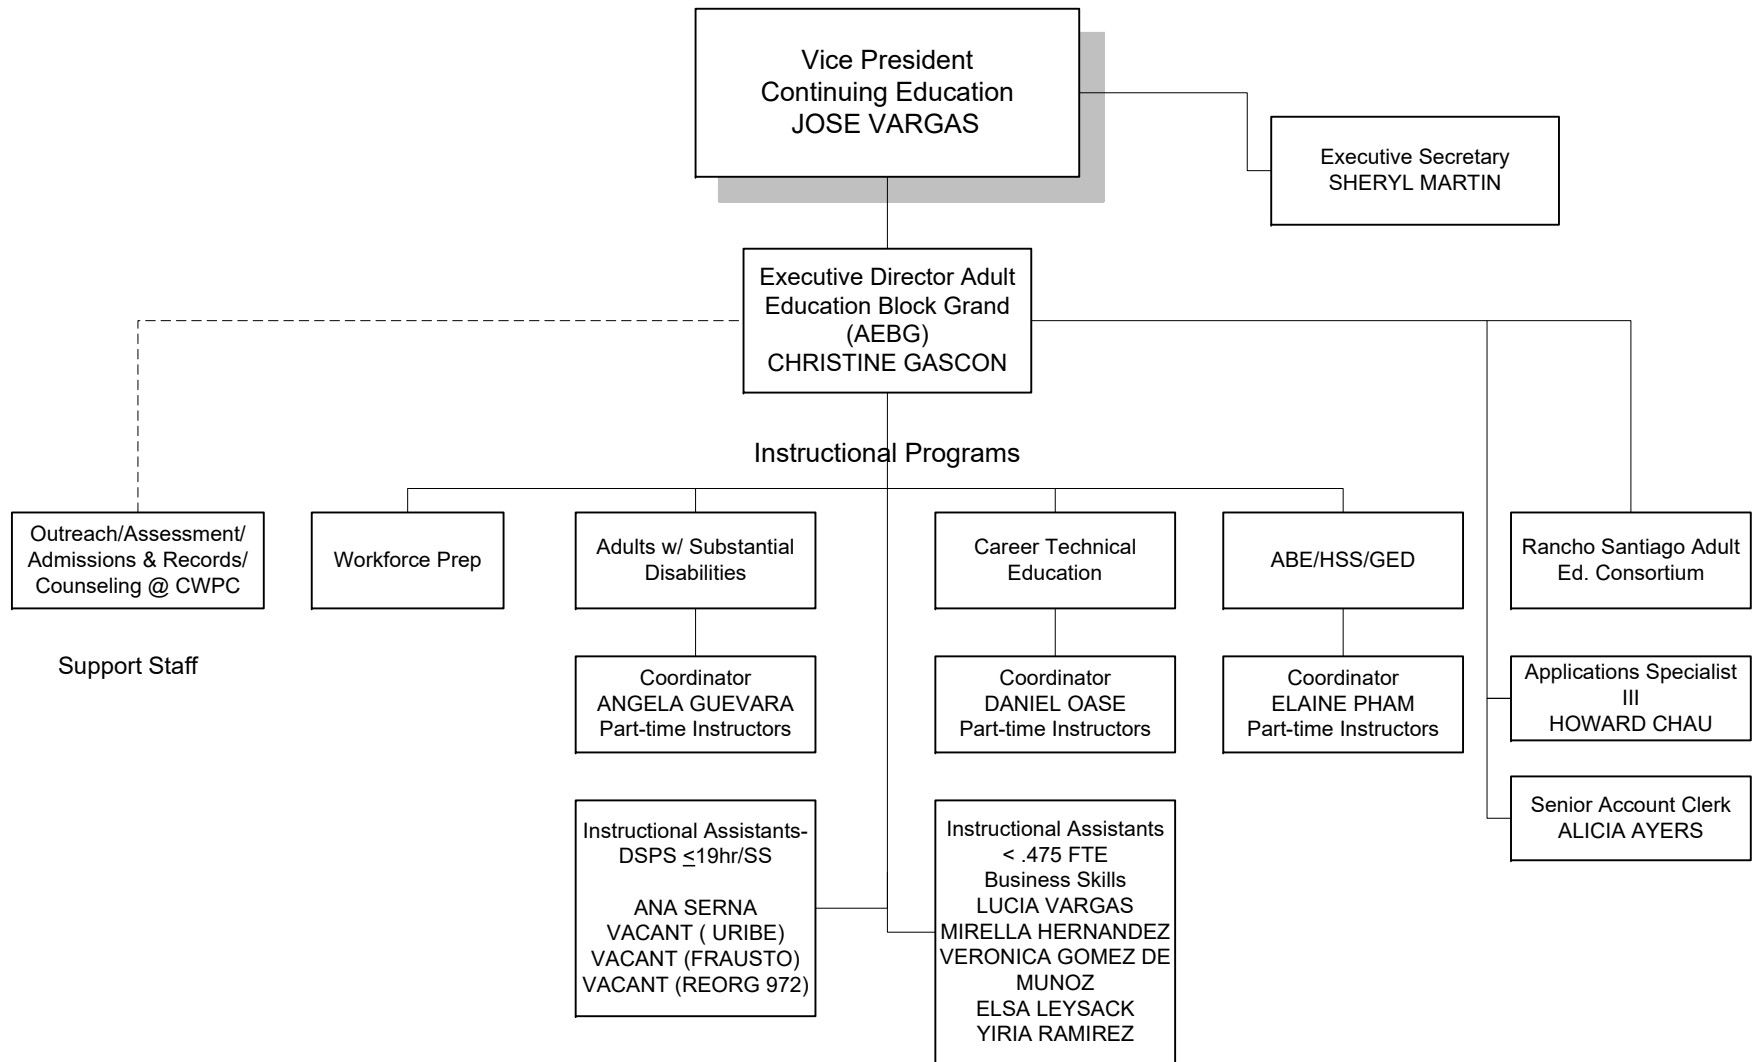 Vice President
Continuing Education
JOSE VARGAS
Executive Secretary
SHERYL MARTIN
Executive Director Adult
Education Block Grand
(AEBG)
CHRISTINE GASCON
Instructional Programs
Outreach/Assessment/
Admissions & Records/
Counseling @ CWPC
Workforce Prep
Adults w/ Substantial
Disabilities
Career Technical
Education
ABE/HSS/GED
Rancho Santiago Adult
Ed. Consortium
Support Staff
Coordinator
ANGELA GUEVARA
Part-time Instructors
Coordinator
DANIEL OASE
Part-time Instructors
Coordinator
ELAINE PHAM
Part-time Instructors
Applications Specialist
III
HOWARD CHAU
Senior Account Clerk
ALICIA AYERS
Instructional Assistants-
DSPS ≤19hr/SS
ANA SERNA
VACANT ( URIBE)
VACANT (FRAUSTO)
VACANT (REORG 972)
Instructional Assistants
< .475 FTE
Business Skills
LUCIA VARGAS
MIRELLA HERNANDEZ
VERONICA GOMEZ DE
MUNOZ
ELSA LEYSACK
YIRIA RAMIREZ